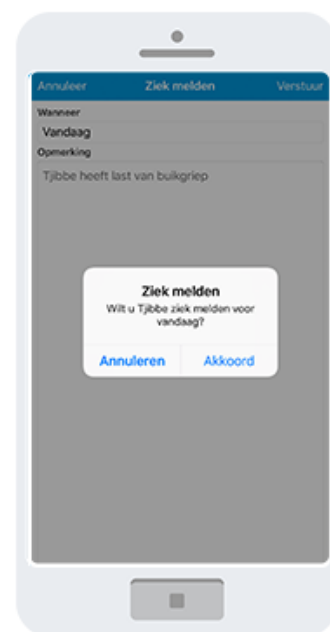 Annuleer Ziek melden Verstuur
Wanneer
Vandaag
Opmerking
Tjibbe heeft last van buikgriep
Ziek melden
Wilt u Tjibbe ziek melden voor
vandaag?
Annuleren Akkoord